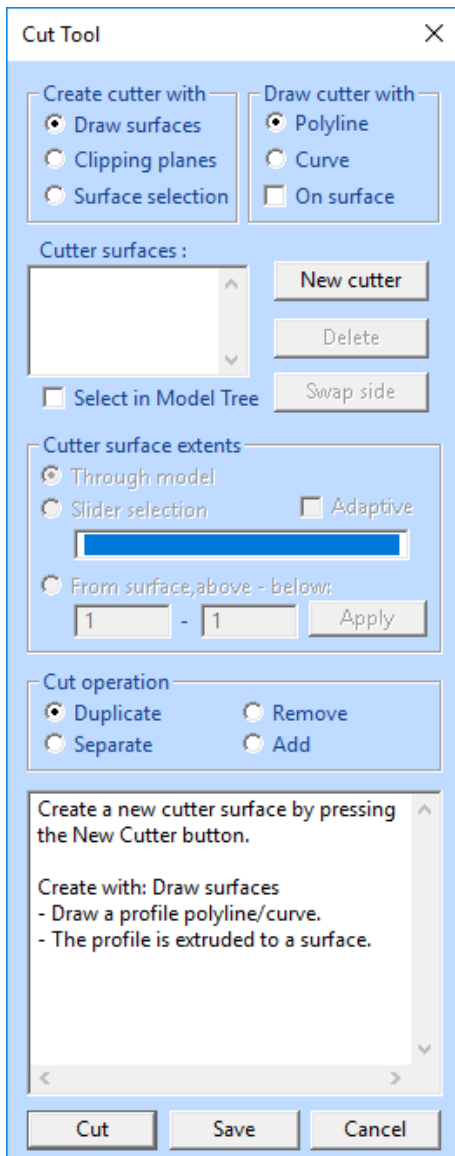 Cut Tool
Create cutter with
Draw surfaces
Clipping planes
Surface selection
Draw cutter with
Polyline
Curve
On surface
Cutter surfaces :
New cutter
Delete
Select in Model Tree
Swap side
Cutter surface extents
Through model
Slider selection
Adaptive
From surface,above - below:
1 - 1
Apply
Cut operation
Duplicate
Remove
Separate
Add
Create a new cutter surface by pressing
the New Cutter button.
Create with: Draw surfaces
- Draw a profile polyline/curve.
- The profile is extruded to a surface.
Cut
Save
Cancel